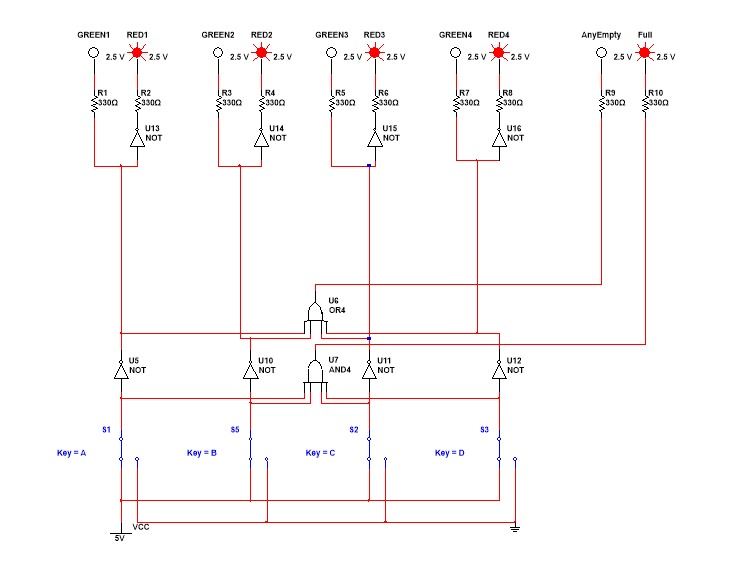 GREEN1 RED1 GREEN2 RED2 GREEN3 RED3 GREEN4 RED4 AnyEmpty Full
2.5 V 2.5 V 2.5 V 2.5 V 2.5 V 2.5 V 2.5 V 2.5 V 2.5 V 2.5 V
R1 R2 R3 R4 R5 R6 R7 R8 R9 R10
330Ω 330Ω 330Ω 330Ω 330Ω 330Ω 330Ω 330Ω 330Ω 330Ω
U13 U14 U15 U16
NOT NOT NOT NOT
U6
OR4
U5 U10 U7 U11 U12
NOT NOT AND4 NOT NOT
S1 S5 S2 S3
Key = A Key = B Key = C Key = D
VCC
5V